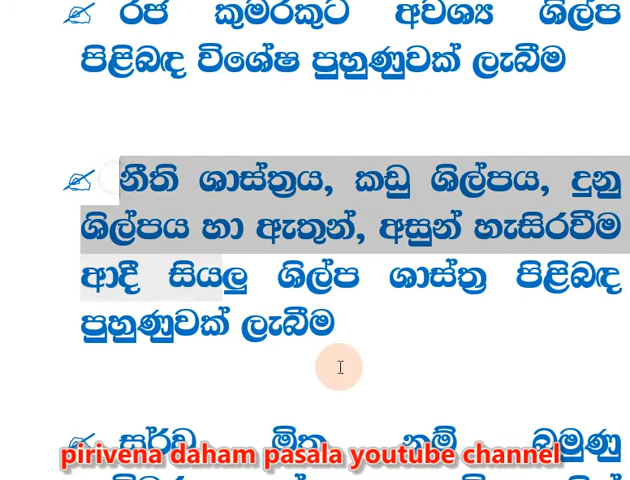 රජ කුමරකුට අවශ්‍ය ශිල්ප
පිළිබඳ විශේෂ පුහුණුවක් ලැබීම
නීති ශාස්ත්‍රය, කඩු ශිල්පය, දුනු
ශිල්පය හා ඇතුන්, අසුන් හැසිරවීම
ආදී සියලු ශිල්ප ශාස්ත්‍ර පිළිබඳ
පුහුණුවක් ලැබීම
සර්ව මිත්‍ර නම් බමුණු
pirivena daham pasala youtube channel